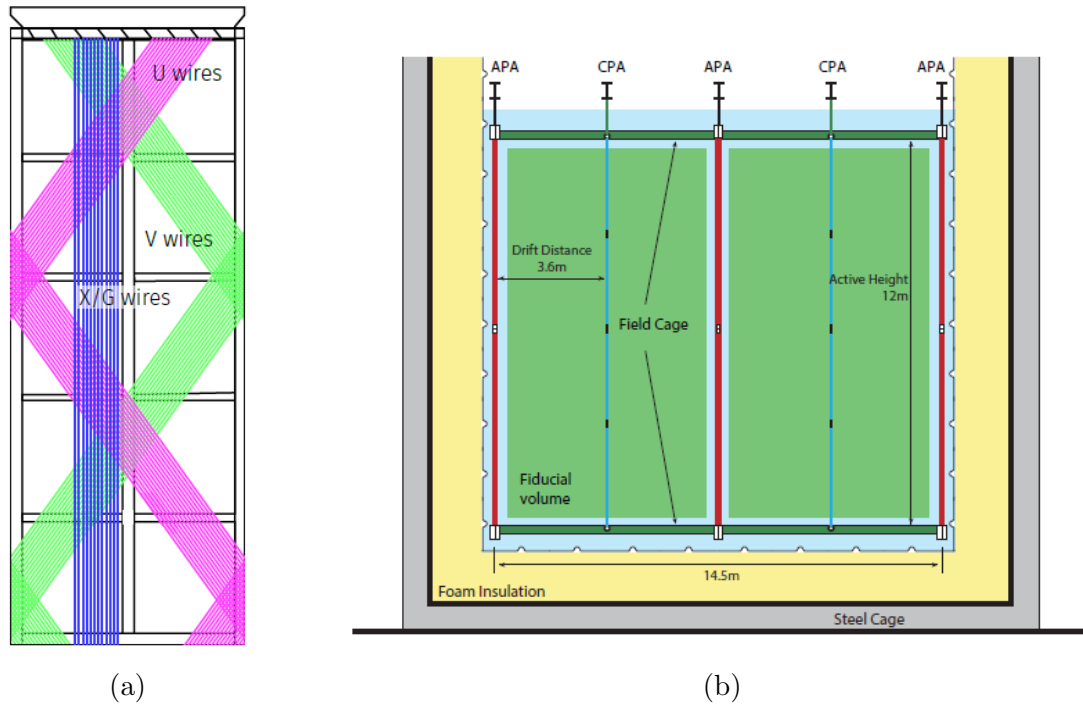 U wires
V wires
X/G wires
(a)
APA CPA APA CPA APA
Drift Distance
3.6m
Active Height
12m
Field Cage
Fiducial
volume
14.5m
Foam Insulation
Steel Cage
(b)